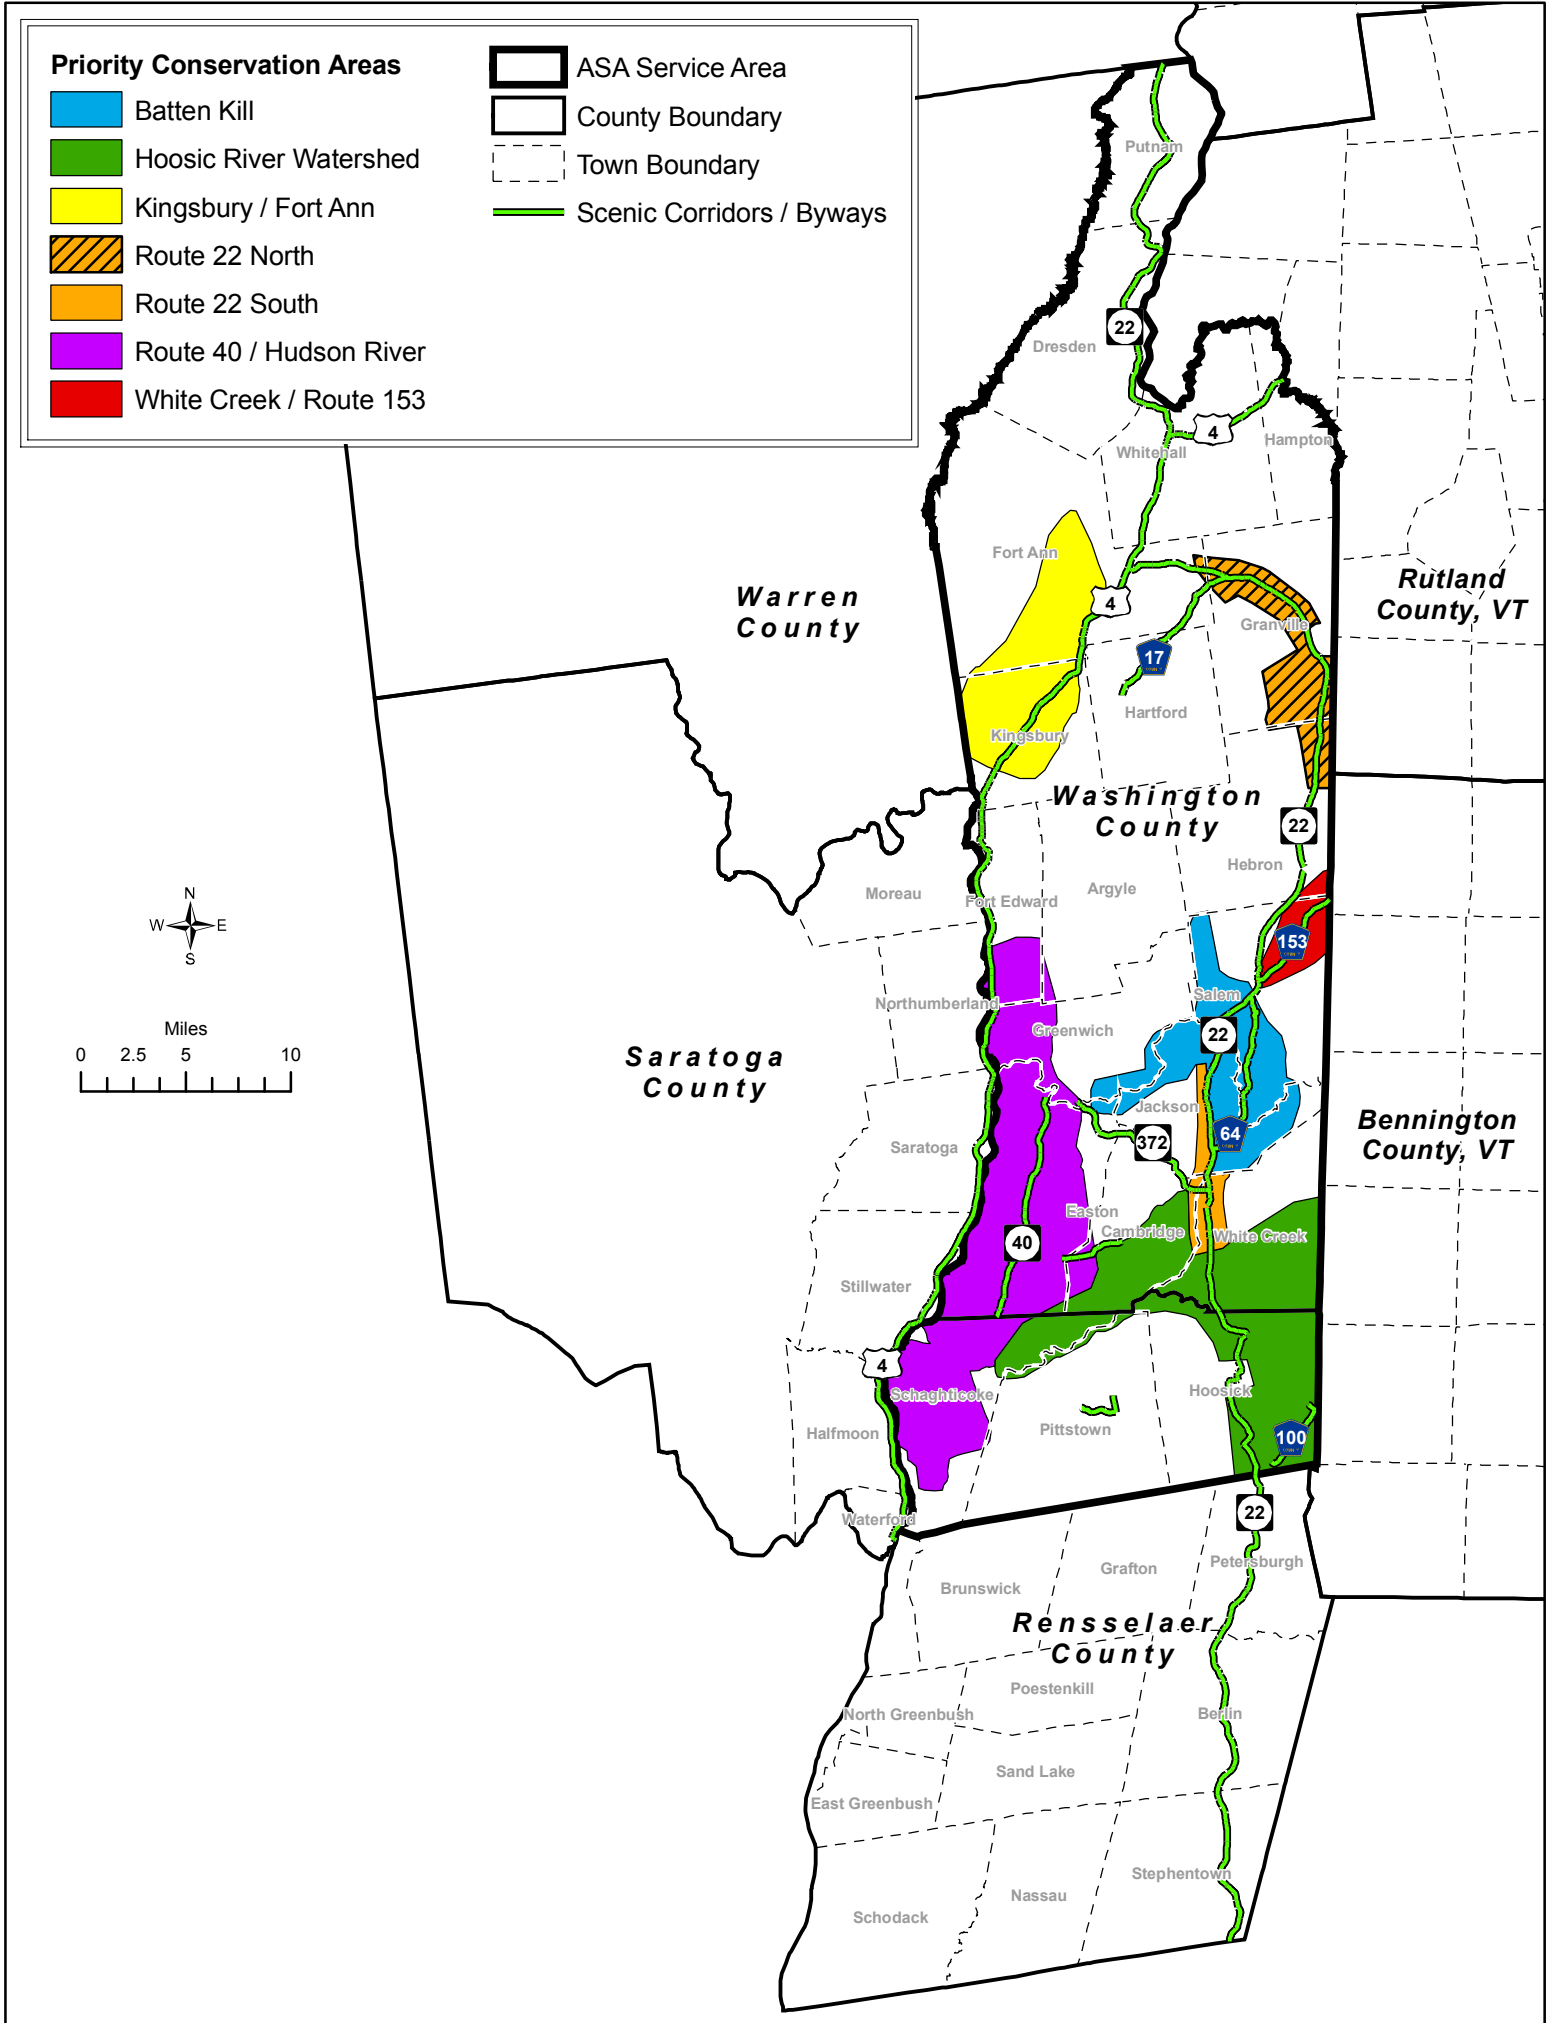 Priority Conservation Areas
Batten Kill
Hoosic River Watershed
Kingsbury / Fort Ann
Route 22 North
Route 22 South
Route 40 / Hudson River
White Creek / Route 153
ASA Service Area
County Boundary
Town Boundary
Scenic Corridors / Byways
Putnam
22
Dresden
4
Hampton
Whitehall
Fort Ann
Rutland
County, VT
Warren
County
4
Granville
17
Hartford
Kingsbury
Washington
County
22
Hebron
Argyle
Moreau
Fort Edward
N
W
E
S
153
Salem
Northumberland
Greenwich
22
Miles
0
2.5
5
10
Saratoga
County
Jackson
Bennington
County, VT
64
372
Saratoga
Easton
Cambridge
White Creek
40
Stillwater
4
Schaghticoke
Hoosick
Pittstown
Halfmoon
100
22
Waterford
Petersburgh
Grafton
Brunswick
Rensselaer
County
Poestenkill
North Greenbush
Berlin
Sand Lake
East Greenbush
Stephentown
Nassau
Schodack